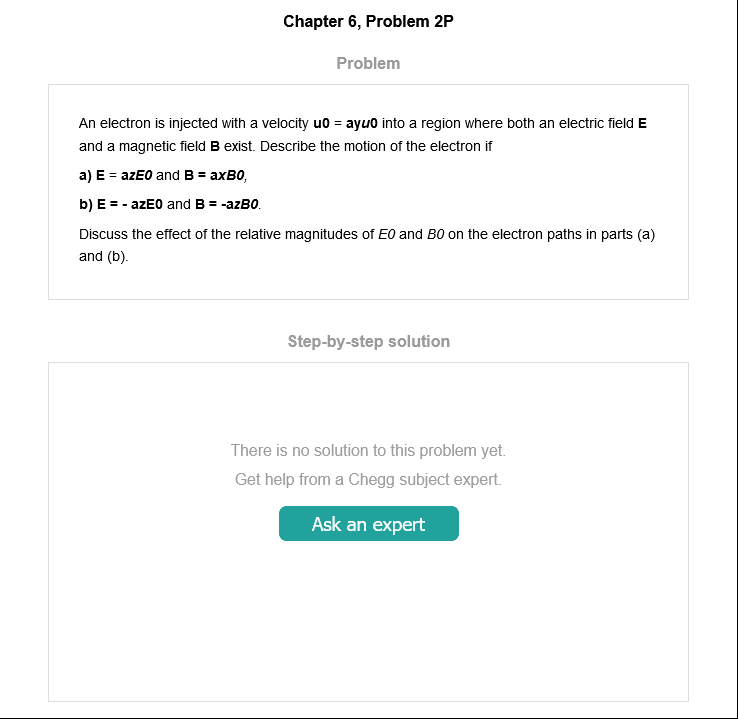 Chapter 6, Problem 2P
Problem
An electron is injected with a velocity u0 = ayu0 into a region where both an electric field E
and a magnetic field B exist. Describe the motion of the electron if
a) E = azE0 and B = axB0,
b) E = - azE0 and B = -azB0.
Discuss the effect of the relative magnitudes of E0 and B0 on the electron paths in parts (a)
and (b).
Step-by-step solution
There is no solution to this problem yet.
Get help from a Chegg subject expert.
Ask an expert